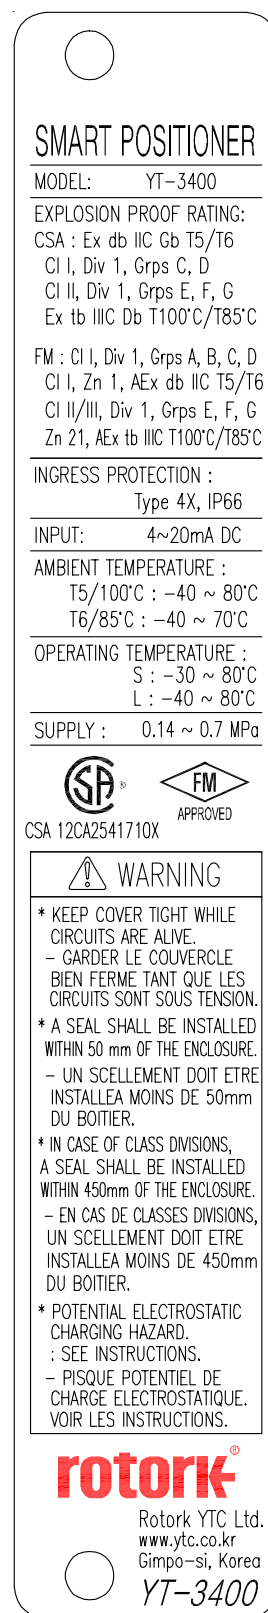 SMART POSITIONER
MODEL: YT-3400
EXPLOSION PROOF RATING:
CSA : Ex db IIC Gb T5/T6
Cl I, Div 1, Grps C, D
Cl II, Div 1, Grps E, F, G
Ex tb IIIC Db T100°C/T85°C
FM : Cl I, Div 1, Grps A, B, C, D
Cl I, Zn 1, AEx db IIC T5/T6
Cl II/III, Div 1, Grps E, F, G
Zn 21, AEx tb IIIC T100°C/T85°C
INGRESS PROTECTION :
Type 4X, IP66
INPUT: 4~20mA DC
AMBIENT TEMPERATURE :
T5/100°C : -40 ~ 80°C
T6/85°C : -40 ~ 70°C
OPERATING TEMPERATURE :
S : -30 ~ 80°C
L : -40 ~ 80°C
SUPPLY : 0.14 ~ 0.7 MPa
SA ®
FM
APPROVED
CSA 12CA2541710X
WARNING
* KEEP COVER TIGHT WHILE
CIRCUITS ARE ALIVE.
- GARDER LE COUVERCLE
BIEN FERME TANT QUE LES
CIRCUITS SONT SOUS TENSION.
* A SEAL SHALL BE INSTALLED
WITHIN 50 mm OF THE ENCLOSURE.
- UN SCELLEMENT DOIT ETRE
INSTALLEA MOINS DE 50mm
DU BOITIER.
* IN CASE OF CLASS DIVISIONS,
A SEAL SHALL BE INSTALLED
WITHIN 450mm OF THE ENCLOSURE.
- EN CAS DE CLASSES DIVISIONS,
UN SCELLEMENT DOIT ETRE
INSTALLEA MOINS DE 450mm
DU BOITIER.
* POTENTIAL ELECTROSTATIC
CHARGING HAZARD.
: SEE INSTRUCTIONS.
- PISQUE POTENTIEL DE
CHARGE ELECTROSTATIQUE.
VOIR LES INSTRUCTIONS.
rotork®
Rotork YTC Ltd.
www.ytc.co.kr
Gimpo-si, Korea
YT-3400